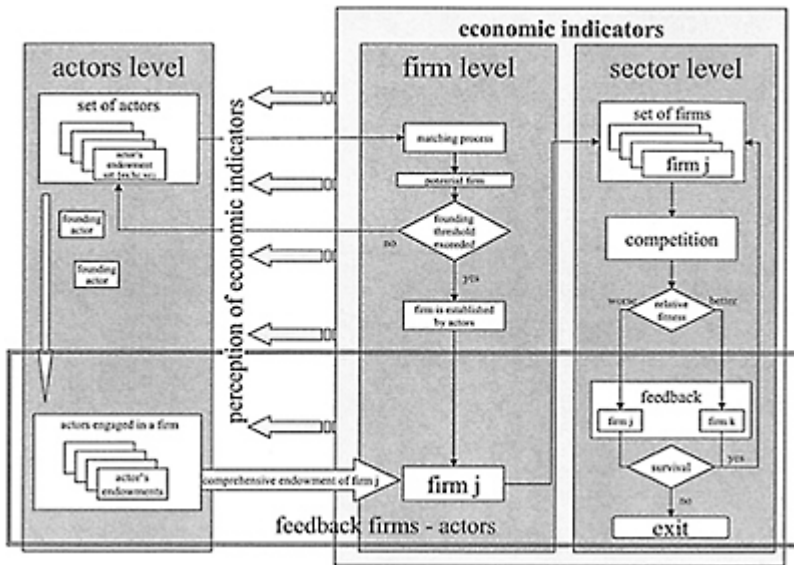 economic indicators
actors level
set of actors
actor's
endowment
founding
actor
founding
actor
actors engaged in a firm
actor's
endowments
perception of economic indicators
firm level
matching process
potential firm
founding
threshold
exceeded
no
yes
firm is established
by actors
comprehensive endowment of firm j
firm j
sector level
set of firms
firm j
competition
worse
relative
fitness
better
feedback
firm j
firm k
survival
yes
no
exit
feedback firms - actors